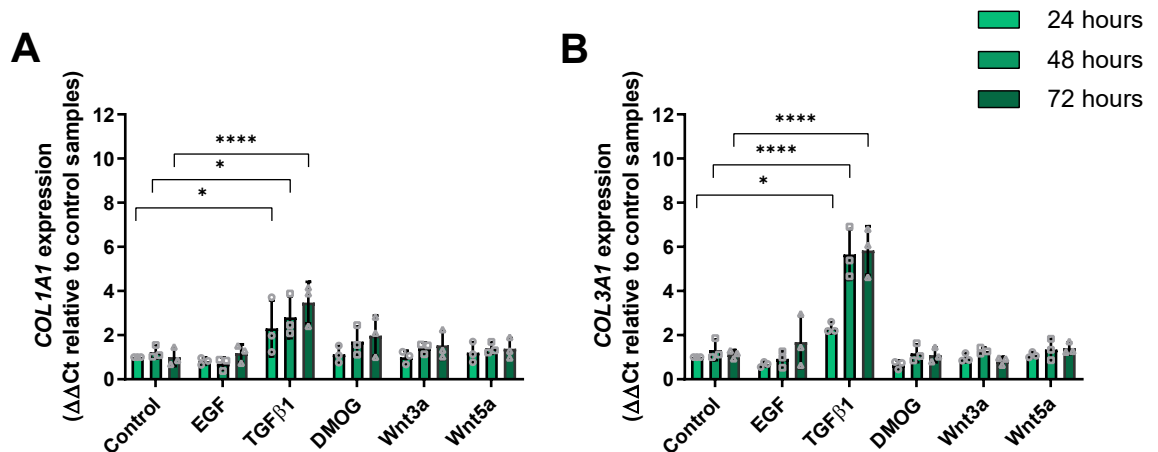 A
COL1A1 expression
(ΔΔCt relative to control samples)
12
10
8
6
4
2
0
****
*
*
Control
EGF
TGFβ1
DMOG
Wnt3a
Wnt5a
B
COL3A1 expression
(ΔΔCt relative to control samples)
12
10
8
6
4
2
0
****
****
*
Control
EGF
TGFβ1
DMOG
Wnt3a
Wnt5a
24 hours
48 hours
72 hours